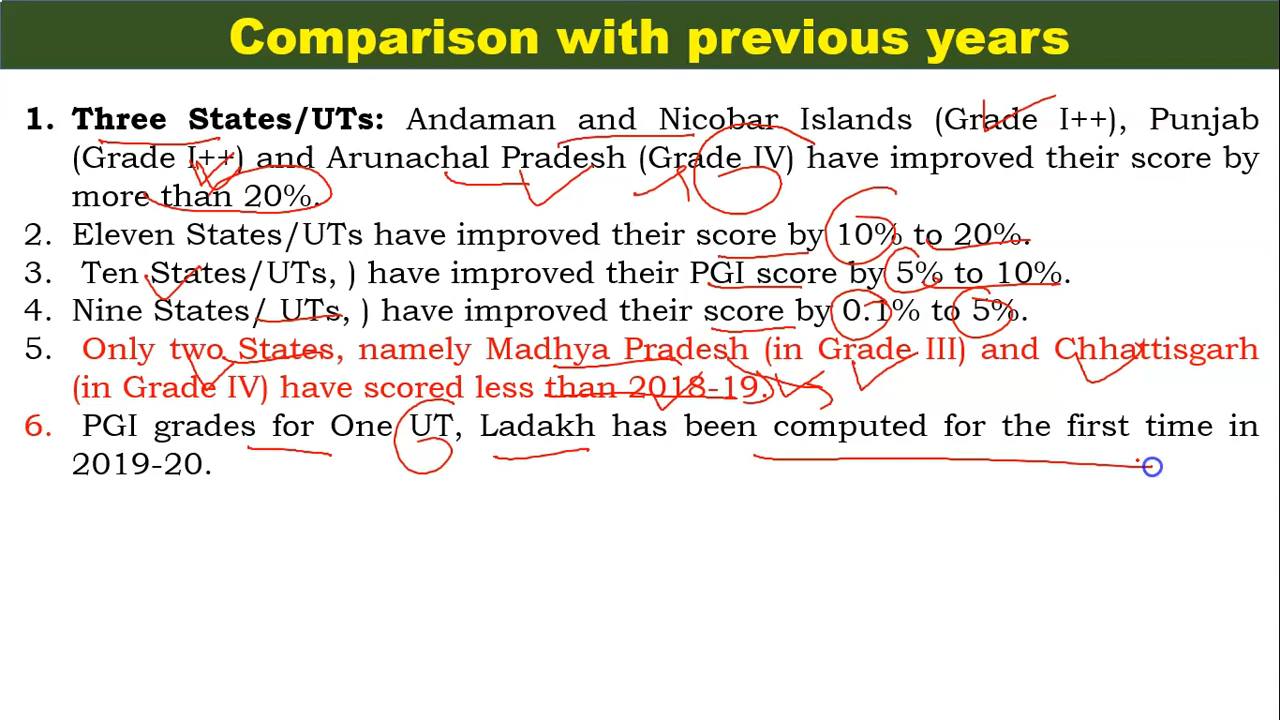 Comparison with previous years
1. Three States/UTs: Andaman and Nicobar Islands (Grade I++), Punjab
(Grade I++) and Arunachal Pradesh (Grade IV) have improved their score by
more than 20%.
2. Eleven States/UTs have improved their score by 10% to 20%.
3. Ten States/UTs, ) have improved their PGI score by 5% to 10%.
4. Nine States/ UTs, ) have improved their score by 0.1% to 5%.
5. Only two States, namely Madhya Pradesh (in Grade III) and Chhattisgarh
(in Grade IV) have scored less than 2018-19.
6. PGI grades for One UT, Ladakh has been computed for the first time in
2019-20.